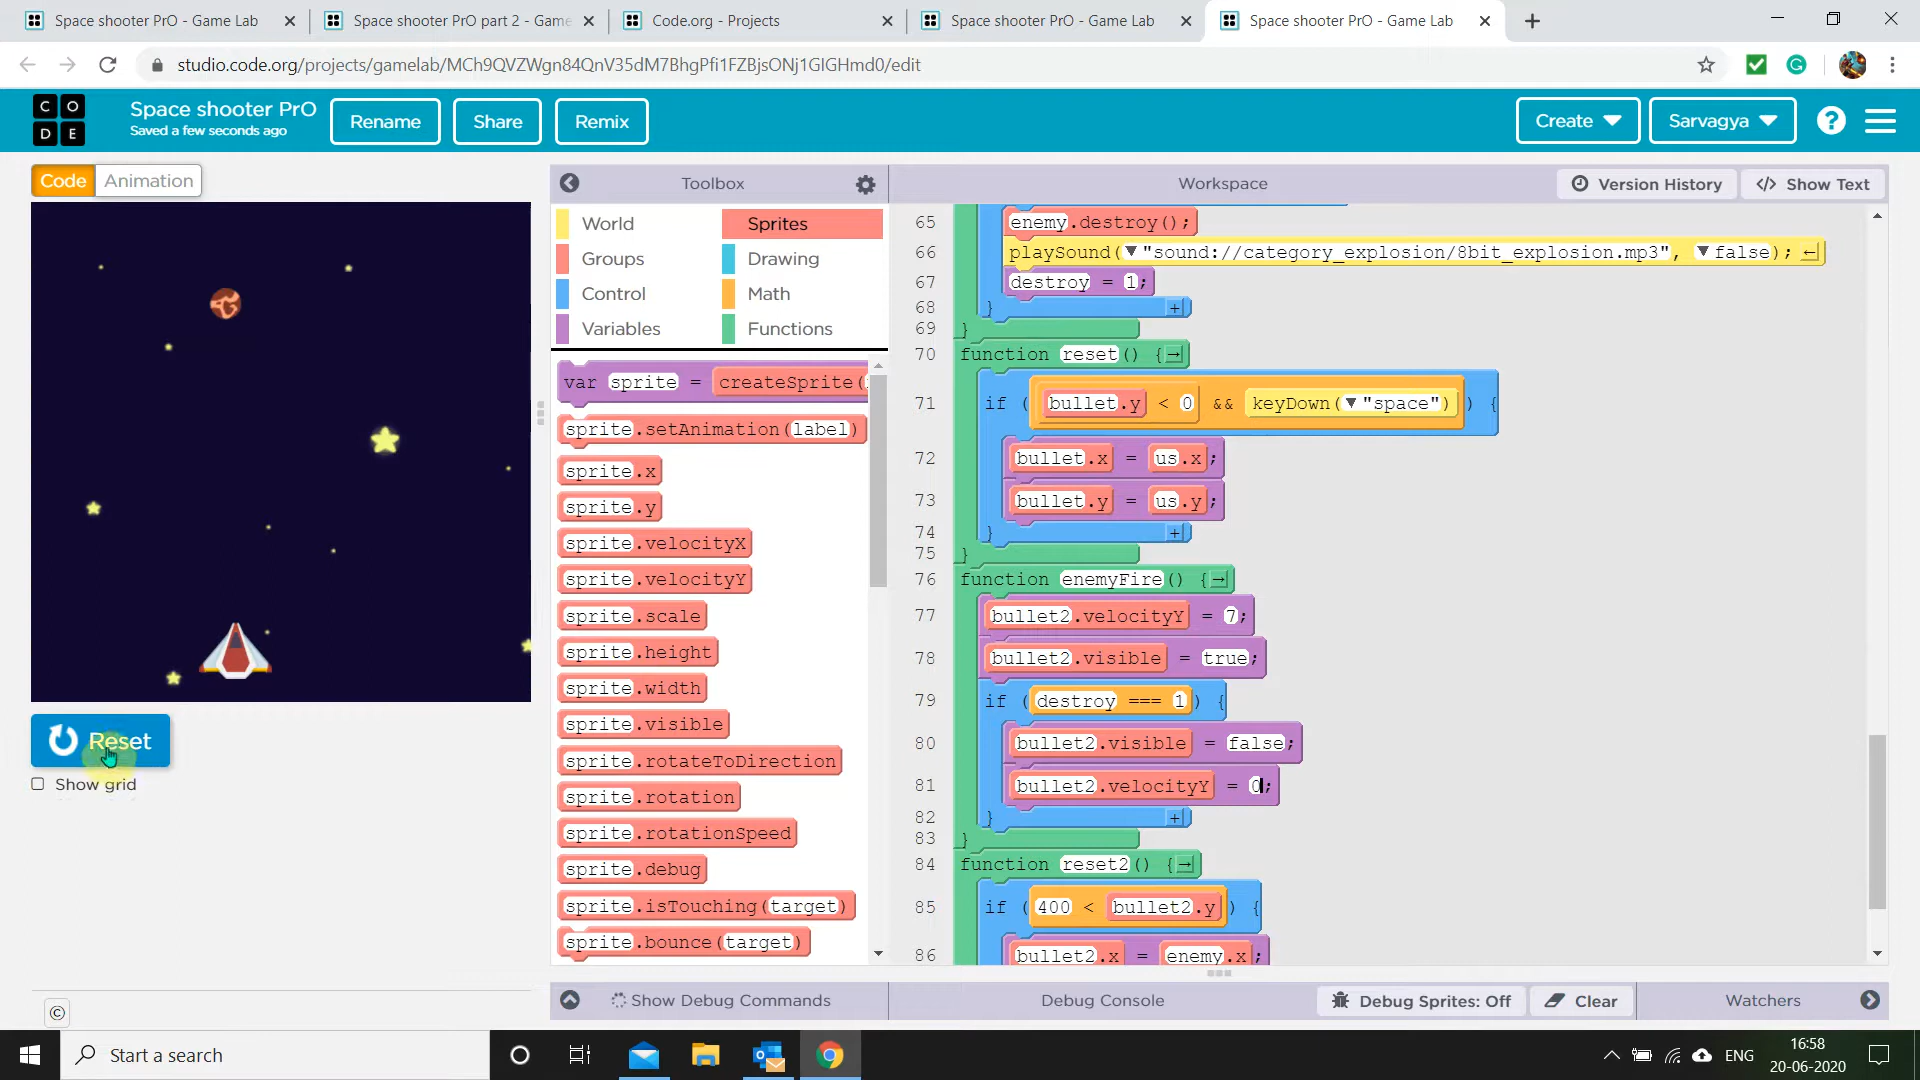 Space shooter PrO - Game Lab
Space shooter PrO part 2 - Game
Code.org - Projects
Space shooter PrO - Game Lab
Space shooter PrO - Game Lab
studio.code.org/projects/gamelab/MCh9QVZWgn84QnV35dM7BhgPfi1FZBjsONj1GIGHmd0/edit
C O
D E
Space shooter PrO
Saved a few seconds ago
Rename
Share
Remix
Create
Sarvagya
?
Code
Animation
Toolbox
Workspace
Version History
</> Show Text
World
Sprites
Groups
Drawing
Control
Math
Variables
Functions
var sprite = createSprite(
sprite.setAnimation(label)
sprite.x
sprite.y
sprite.velocityX
sprite.velocityY
sprite.scale
sprite.height
sprite.width
sprite.visible
sprite.rotateToDirection
sprite.rotation
sprite.rotationSpeed
sprite.debug
sprite.isTouching(target)
sprite.bounce(target)
65 enemy.destroy();
66 playSound("sound://category_explosion/8bit_explosion.mp3", false);
67 destroy = 1;
68 }
69 }
70 function reset() {
71 if (bullet.y < 0 && keyDown("space")) {
72 bullet.x = us.x;
73 bullet.y = us.y;
74 }
75 }
76 function enemyFire() {
77 bullet2.velocityY = 7;
78 bullet2.visible = true;
79 if (destroy === 1) {
80 bullet2.visible = false;
81 bullet2.velocityY = 0;
82 }
83 }
84 function reset2() {
85 if (400 < bullet2.y) {
86 bullet2.x = enemy.x;
Reset
Show grid
©
Show Debug Commands
Debug Console
Debug Sprites: Off
Clear
Watchers
Start a search
ENG
16:58
20-06-2020